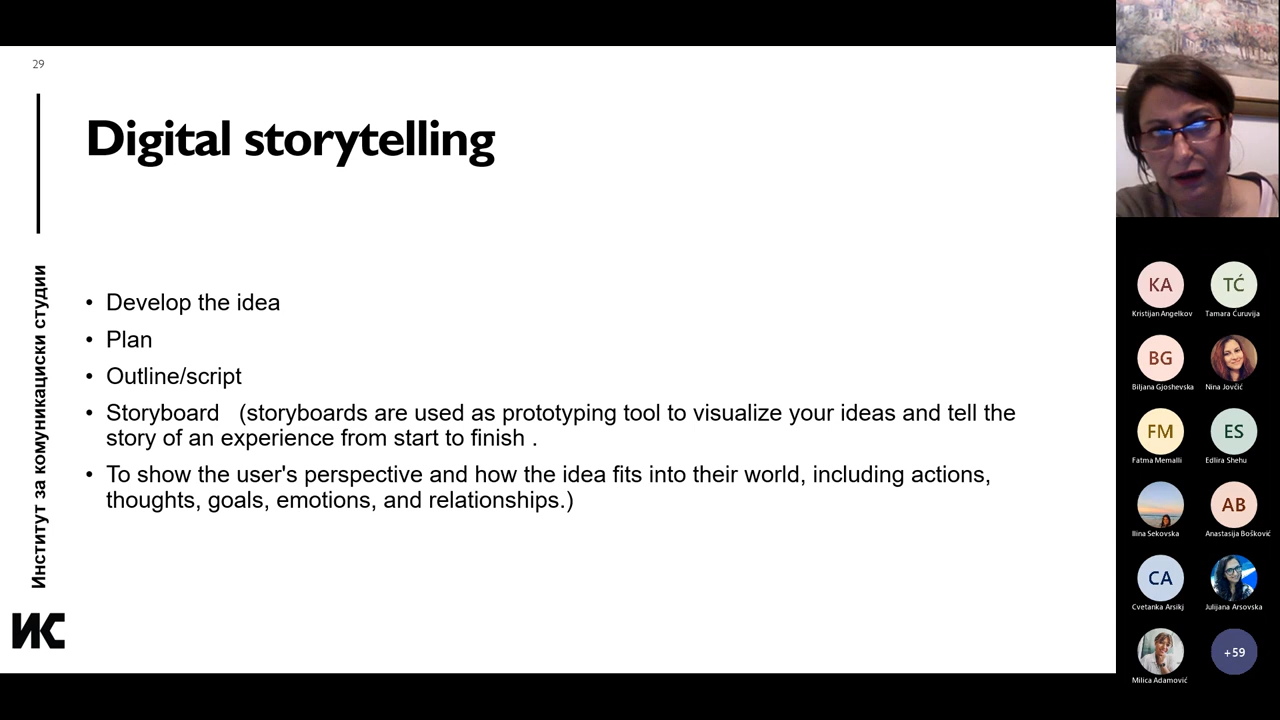 29
Digital storytelling
Институт за комуникациски студии
• Develop the idea
• Plan
• Outline/script
• Storyboard (storyboards are used as prototyping tool to visualize your ideas and tell the
story of an experience from start to finish .
• To show the user's perspective and how the idea fits into their world, including actions,
thoughts, goals, emotions, and relationships.)
ИС
KA
TĆ
Kristijan Angelkov
Tamara Ćuruvija
BG
Biljana Gjoshevska
Nina Jovčić
FM
ES
Fatma Memalli
Edlira Shehu
AB
Ilina Sekovska
Anastasija Bošković
CA
Cvetanka Arsikj
Julijana Arsovska
+59
Milica Adamović